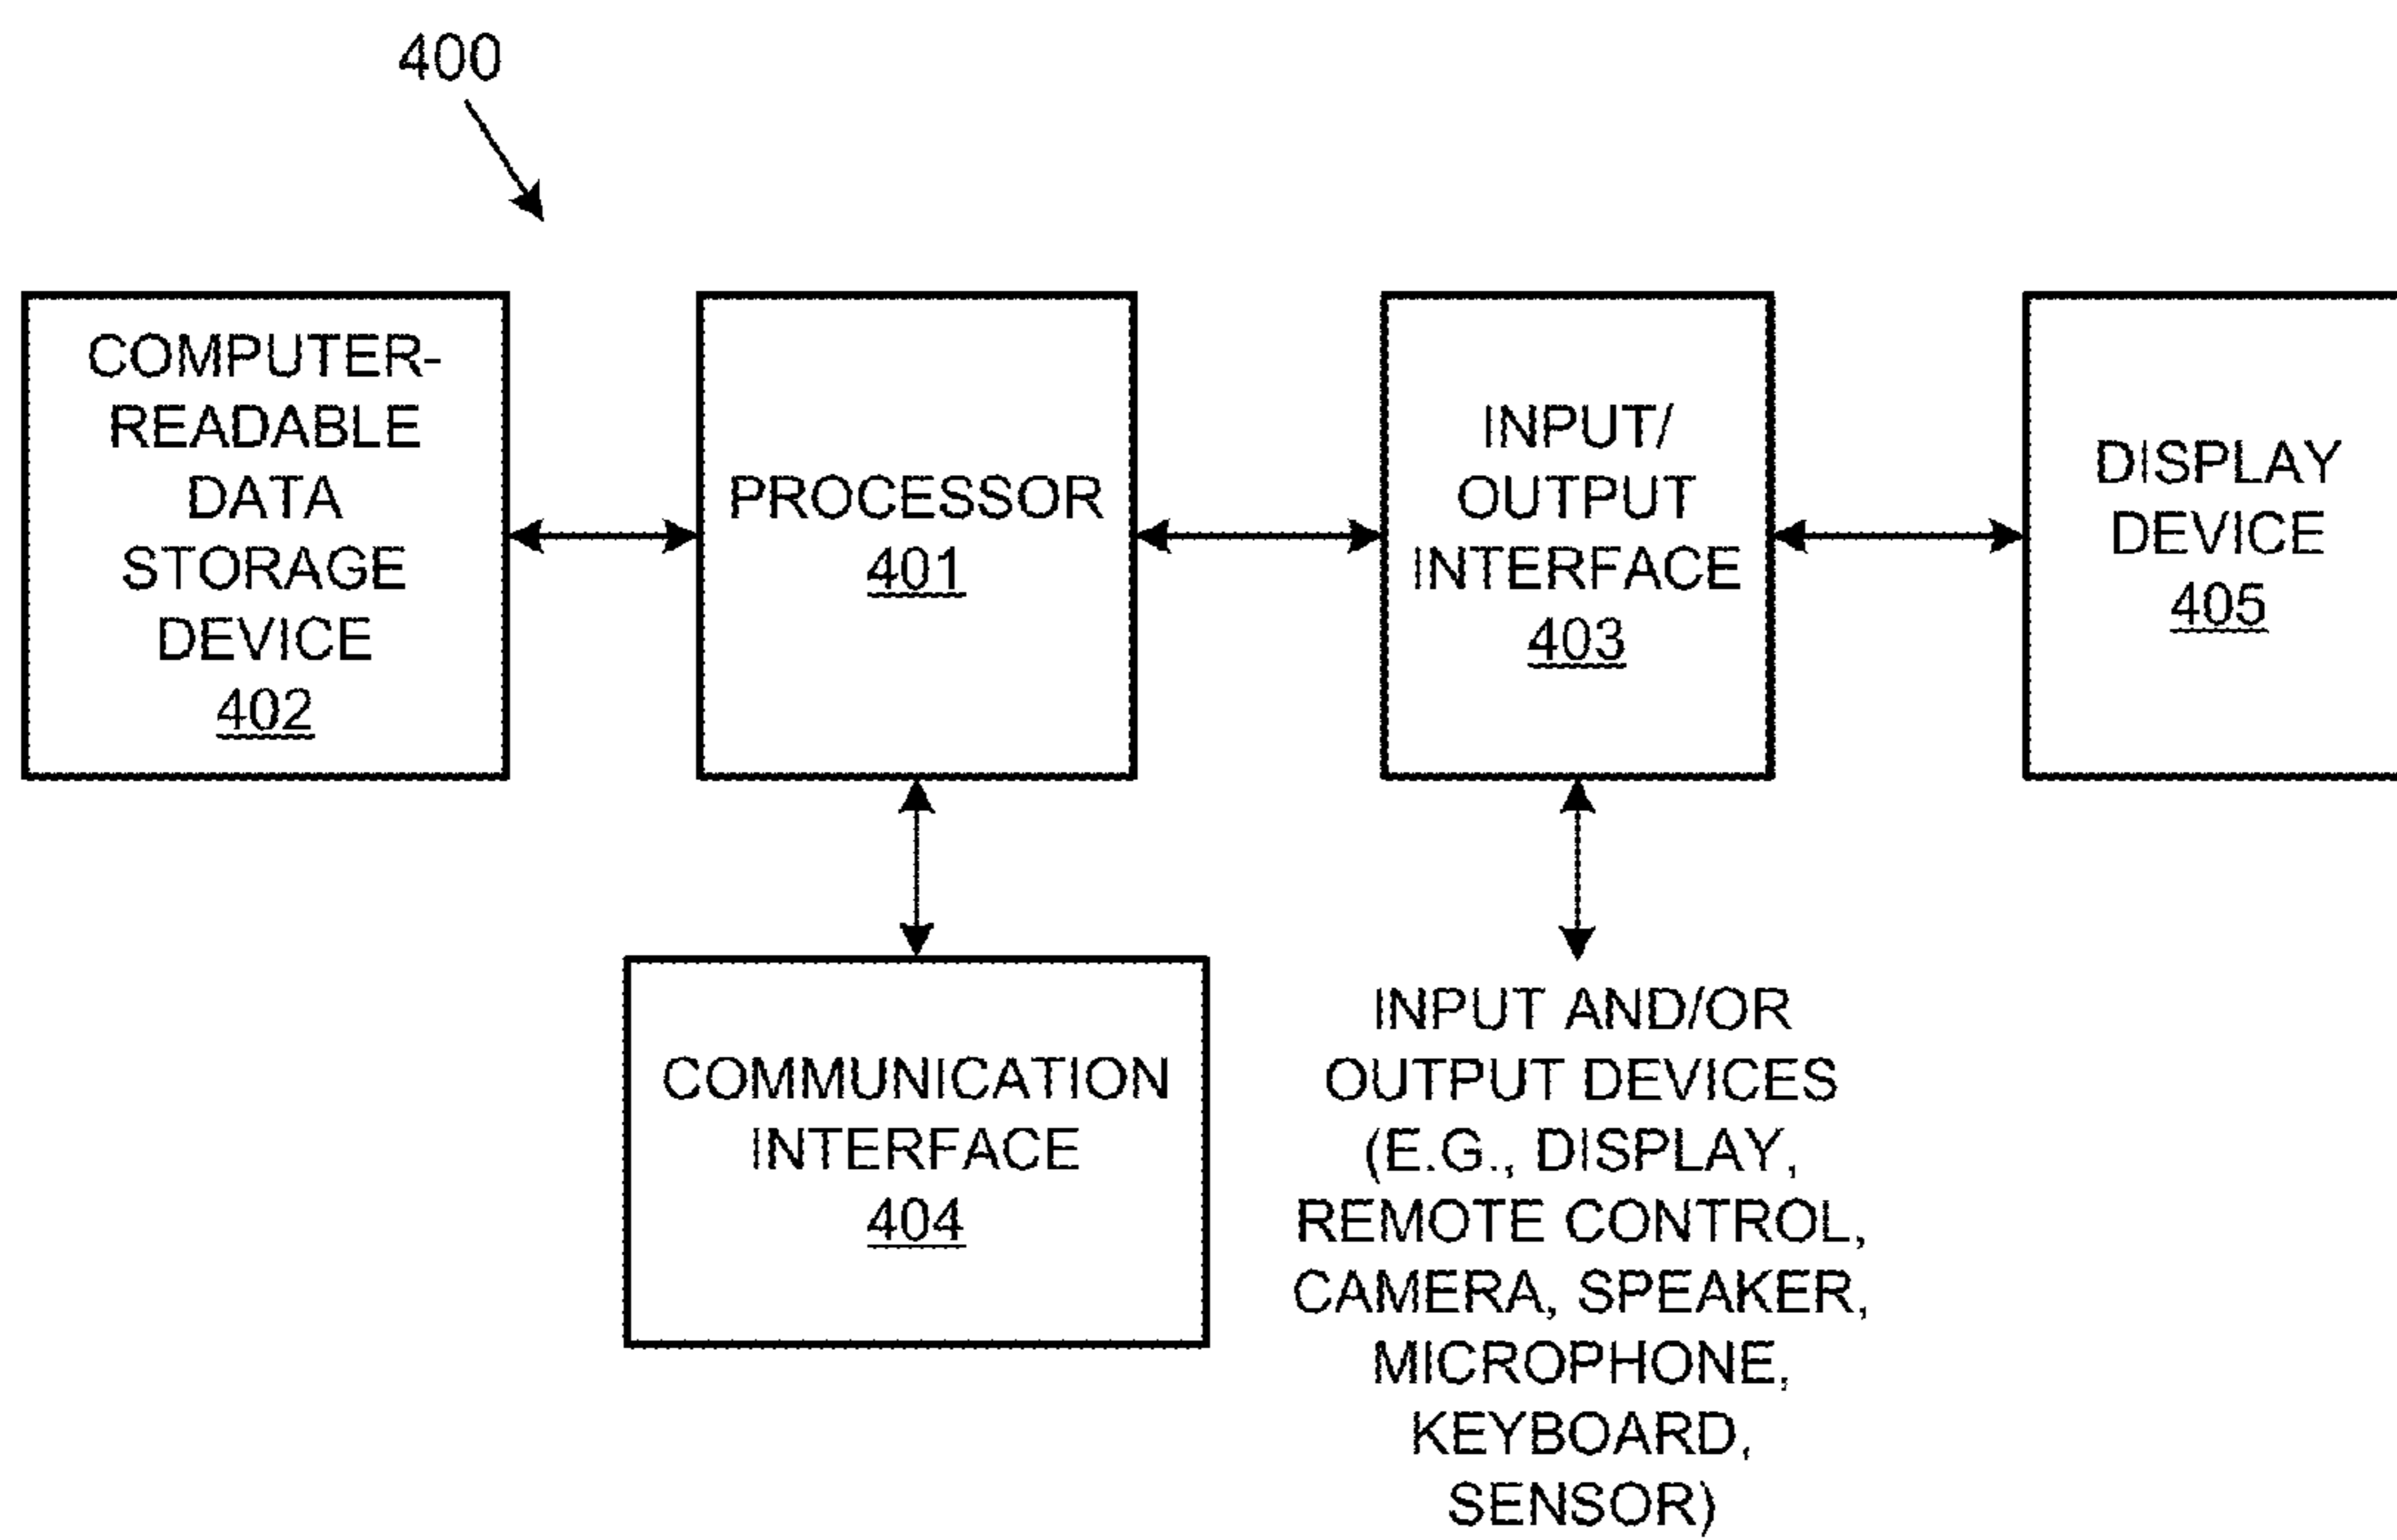 400
COMPUTER-
READABLE
DATA
STORAGE
DEVICE
402
PROCESSOR
401
INPUT/
OUTPUT
INTERFACE
403
DISPLAY
DEVICE
405
COMMUNICATION
INTERFACE
404
INPUT AND/OR
OUTPUT DEVICES
(E.G., DISPLAY,
REMOTE CONTROL,
CAMERA, SPEAKER,
MICROPHONE,
KEYBOARD,
SENSOR)